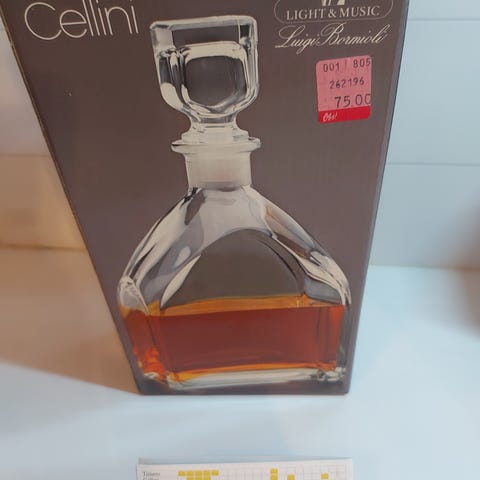 Cellini
LIGHT & MUSIC
Luigi Bormioli
001 805
262196
75.00